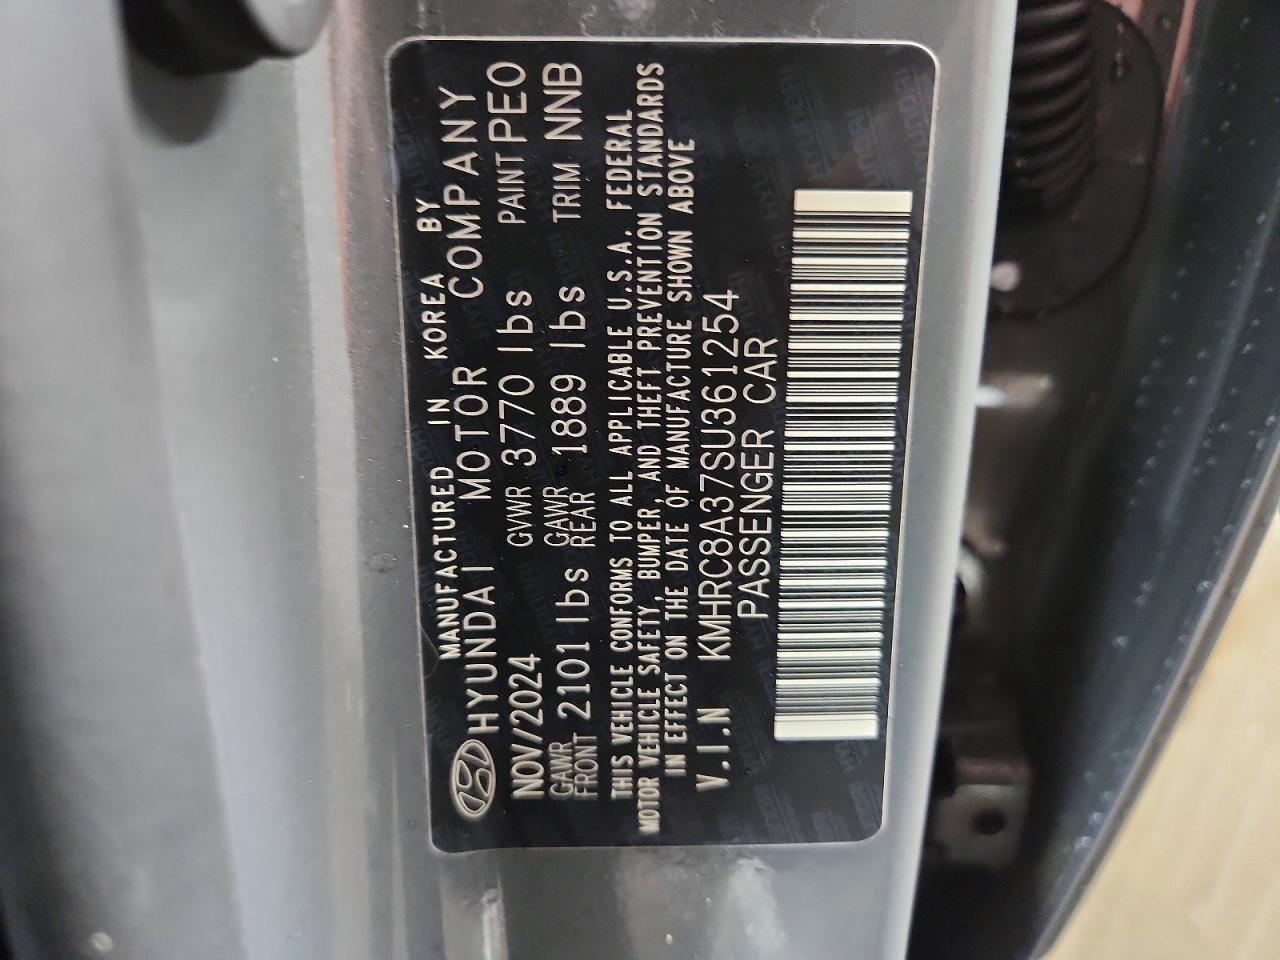 MANUFACTURED IN KOREA BY
HYUNDAI MOTOR COMPANY
NOV/2024 GVWR 3770 lbs PAINT PEO
GAWR FRONT 2101 lbs GAWR REAR 1889 lbs TRIM NNB
THIS VEHICLE CONFORMS TO ALL APPLICABLE U.S.A. FEDERAL
MOTOR VEHICLE SAFETY, BUMPER, AND THEFT PREVENTION STANDARDS
IN EFFECT ON THE DATE OF MANUFACTURE SHOWN ABOVE
V.I.N KMHRC8A37SU361254
PASSENGER CAR